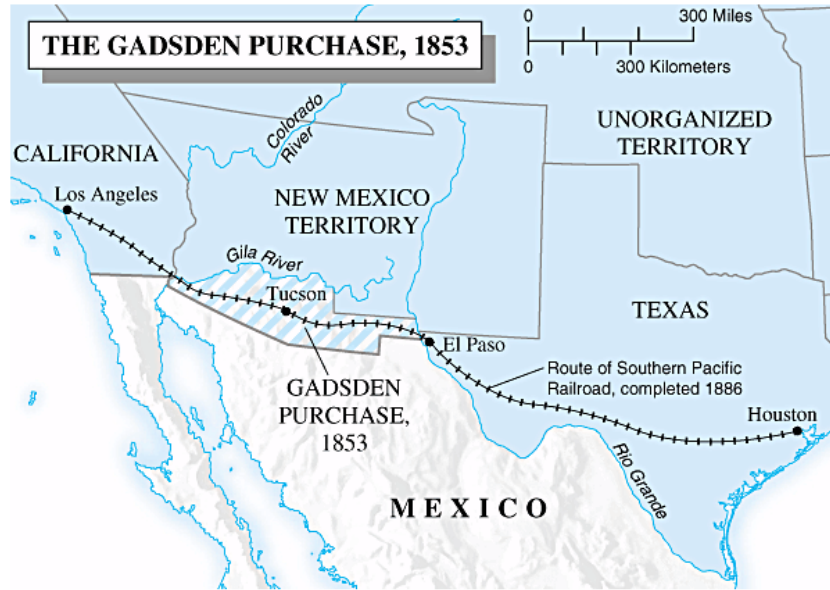 THE GADSDEN PURCHASE, 1853
0
300 Miles
0
300 Kilometers
Colorado
River
UNORGANIZED
TERRITORY
CALIFORNIA
Los Angeles
NEW MEXICO
TERRITORY
Gila River
Tucson
TEXAS
El Paso
Route of Southern Pacific
Railroad, completed 1886
GADSDEN
PURCHASE,
1853
Houston
Rio Grande
MEXICO